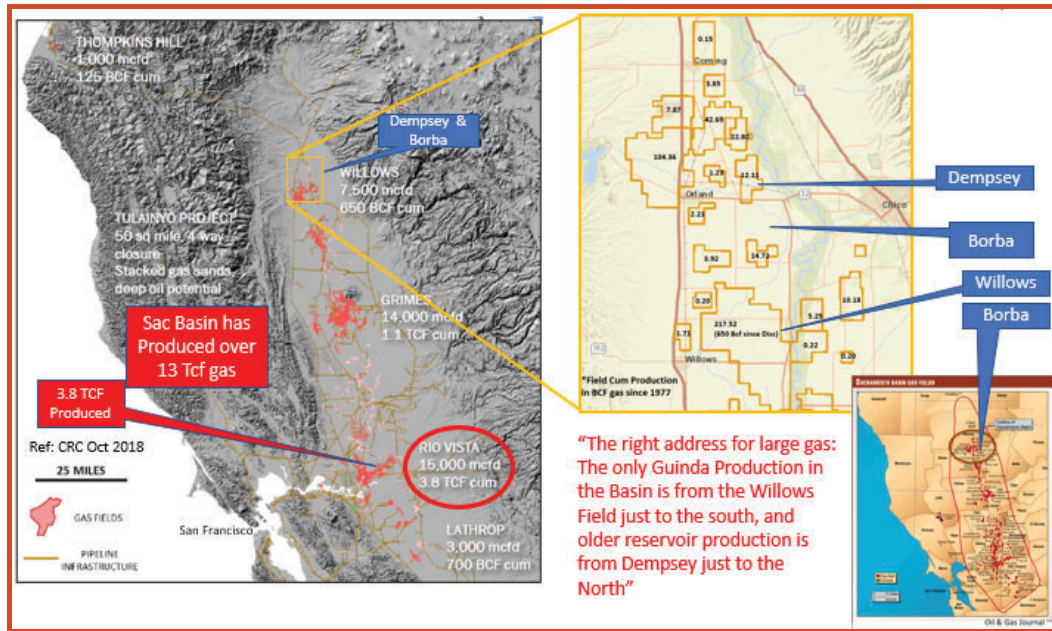 THOMPKINS HILL
1,000 mcfd
125 BCF cum
Dempsey &
Borba
WILLOWS
7,500 mcfd
650 BCF cum
TULAINYO PROJECT
50 sq mile, 4 way
closure
Stacked gas sands,
deep oil potential
Sac Basin has
Produced over
13 Tcf gas
GRIMES
14,000 mcfd
1.1 TCF cum
3.8 TCF
Produced
Ref: CRC Oct 2018
25 MILES
RIO VISTA
15,000 mcfd
3.8 TCF cum
GAS FIELDS
San Francisco
LATHROP
3,000 mcfd
700 BCF cum
PIPELINE
INFRASTRUCTURE
0.15
Corning
5.85
7.87
42.69
22.80
104.36
1.29
12.11
Orland
32
Chico
2.21
3.92
14.72
0.20
10.18
217.52
(650 Bcf since Disc)
5.25
1.71
0.22
162
Willows
0.20
*Field Cum Production
in BCF gas since 1977
Dempsey
Borba
Willows
Borba
"The right address for large gas:
The only Guinda Production in
the Basin is from the Willows
Field just to the south, and
older reservoir production is
from Dempsey just to the
North"
SACRAMENTO BASIN GAS FIELDS
Oil & Gas Journal